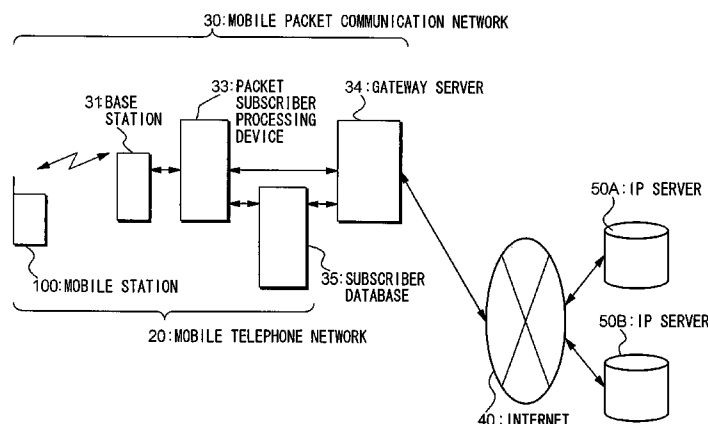 30:MOBILE PACKET COMMUNICATION NETWORK
33:PACKET
SUBSCRIBER
PROCESSING
DEVICE
34:GATEWAY SERVER
31:BASE
STATION
50A:IP SERVER
100:MOBILE STATION
35:SUBSCRIBER
DATABASE
20:MOBILE TELEPHONE NETWORK
50B:IP SERVER
40:INTERNET